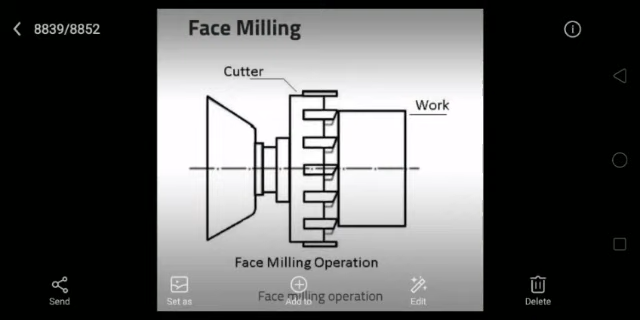 8839/8852
Face Milling
Cutter
Work
Face Milling Operation
Face milling operation
Send
Set as
Add to
Edit
Delete